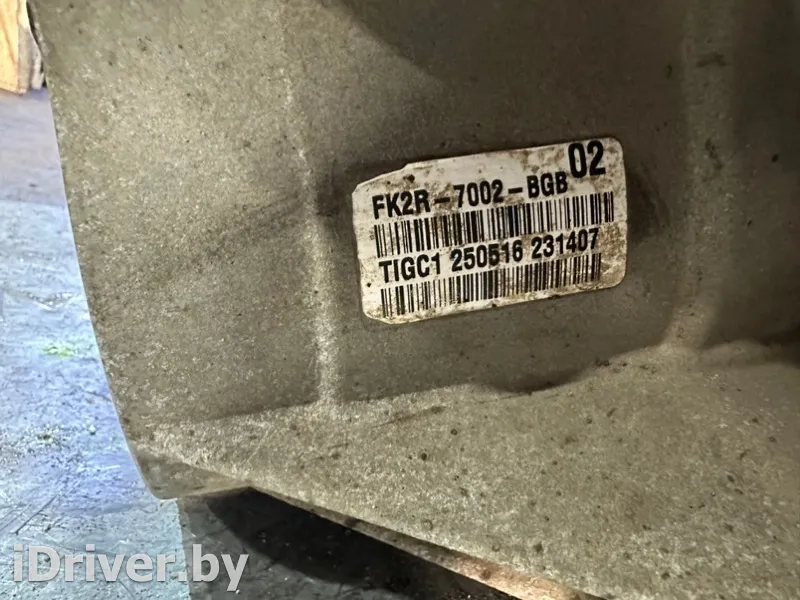 02
FK2R-7002-BGB
TIGC1 250516 231407
iDriver.by